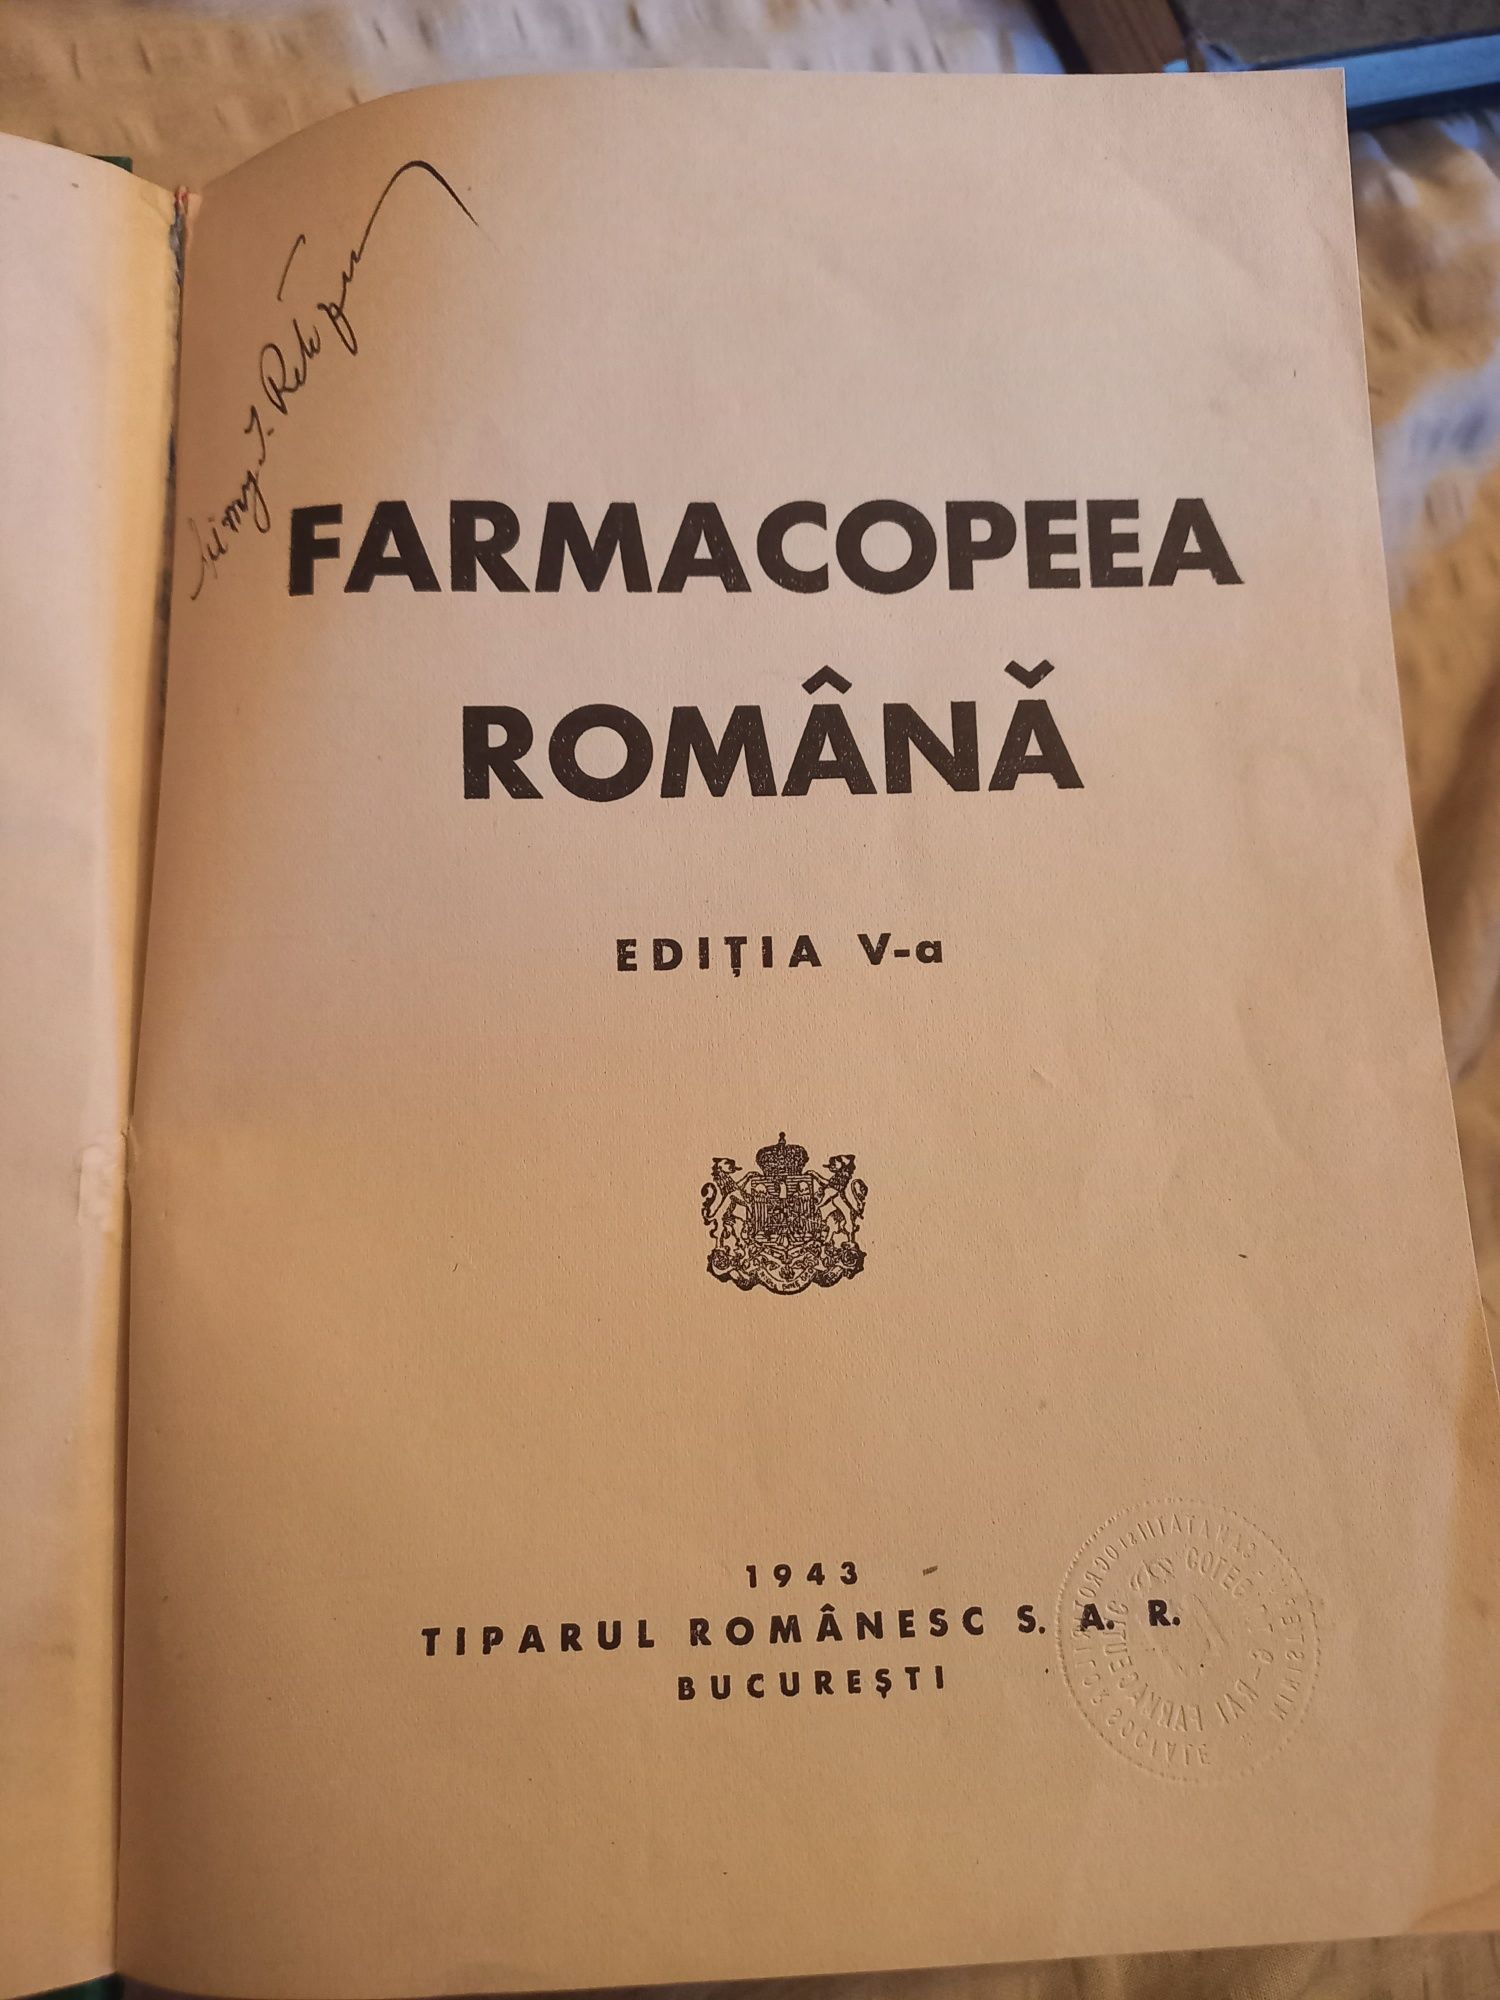 FARMACOPEEA
ROMÂNĂ
EDIȚIA V-a
1943
TIPARUL ROMÂNESC S. A. R.
BUCUREȘTI